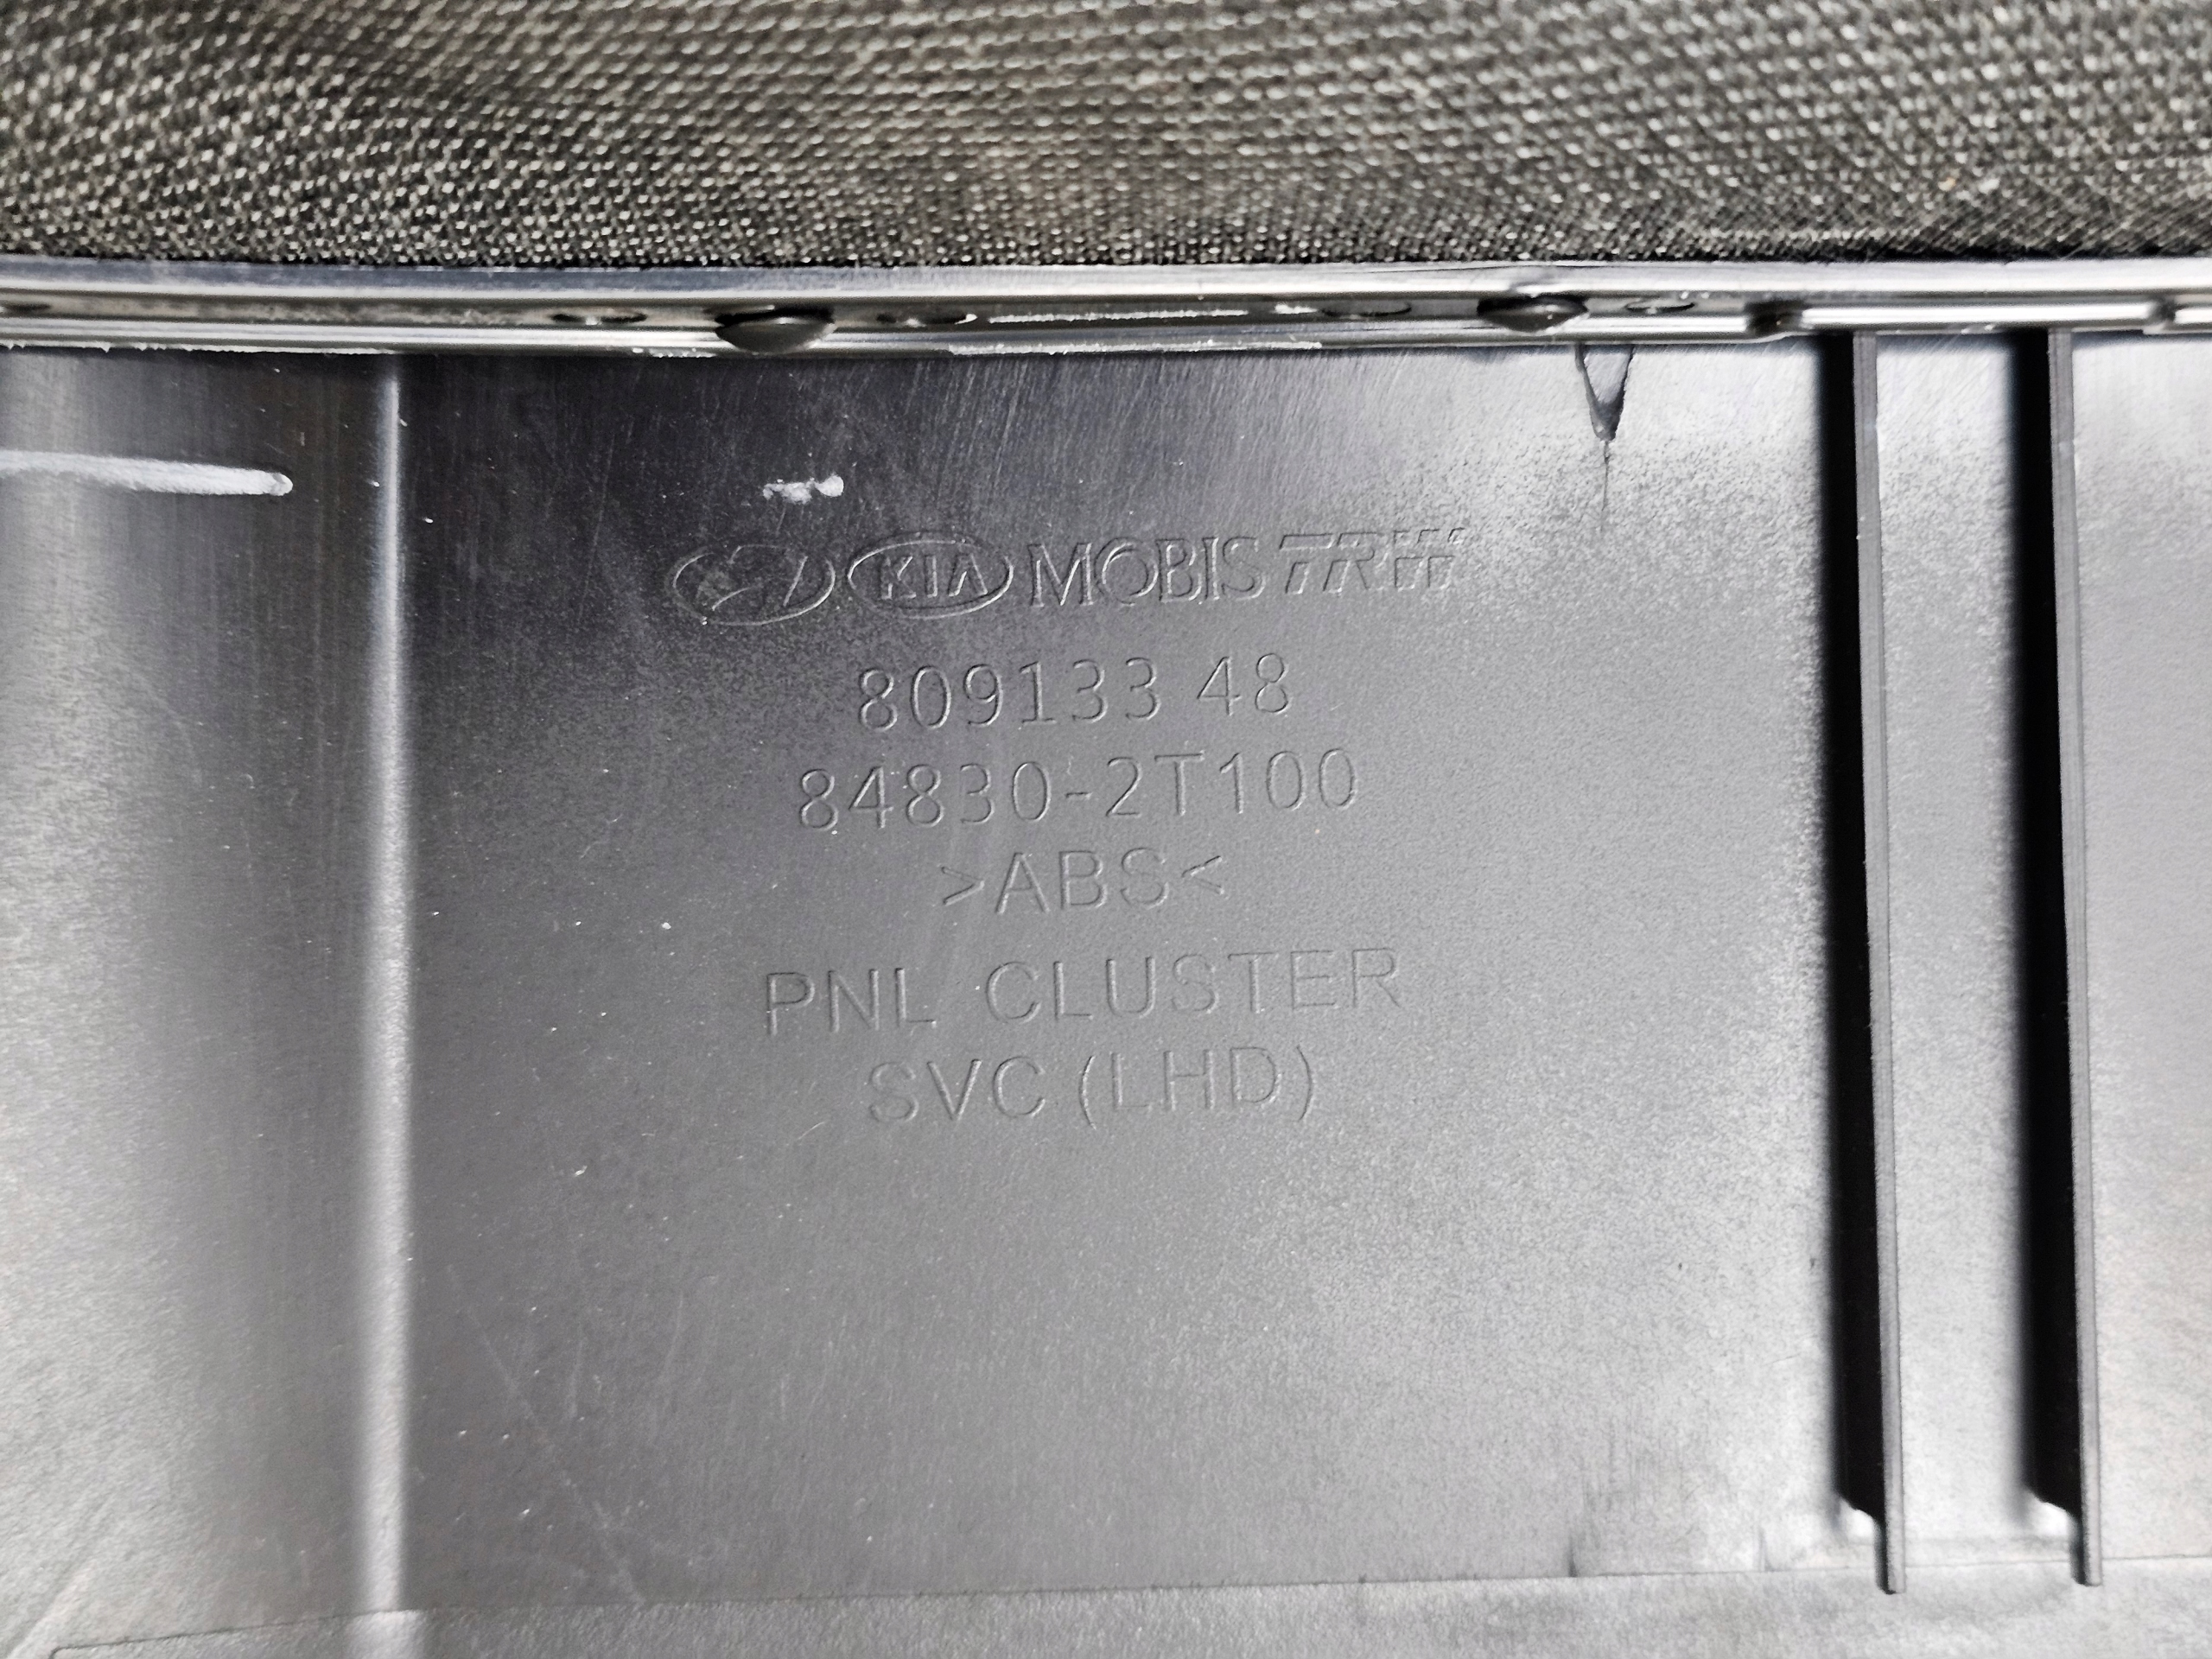 KIA MOBIS TRW
809133 48
84830-2T100
>ABS<
PNL CLUSTER
SVC (LHD)